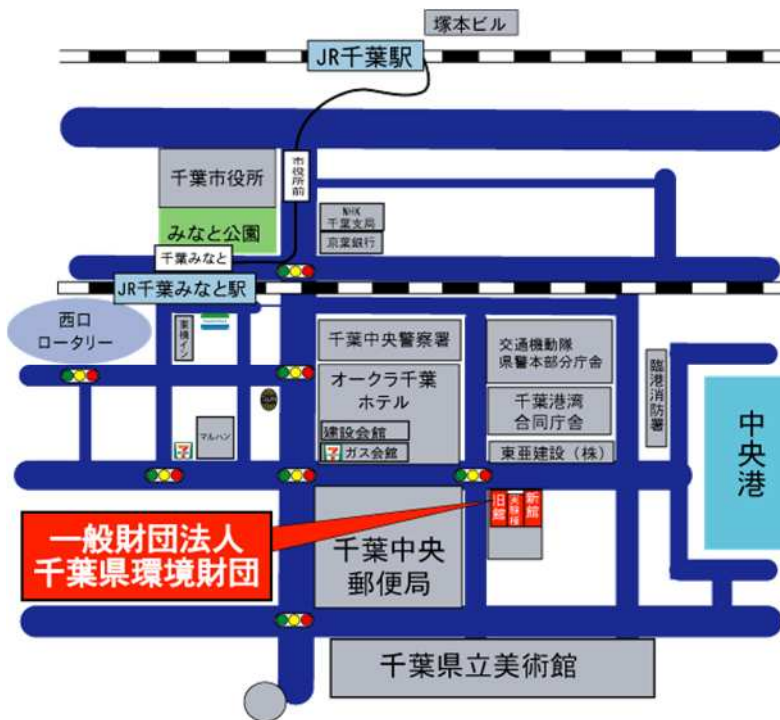 塚本ビル
JR千葉駅
千葉市役所
市役所前
みなと公園
NHK
千葉支局
京葉銀行
千葉みなと
JR千葉みなと駅
西口
ロータリー
東横イン
千葉中央警察署
交通機動隊
県警本部分庁舎
臨港消防署
オークラ千葉
ホテル
千葉港湾
合同庁舎
中央港
マルハン
建設会館
ガス会館
東亜建設(株)
旧館
実験棟
新館
一般財団法人
千葉県環境財団
千葉中央
郵便局
千葉県立美術館